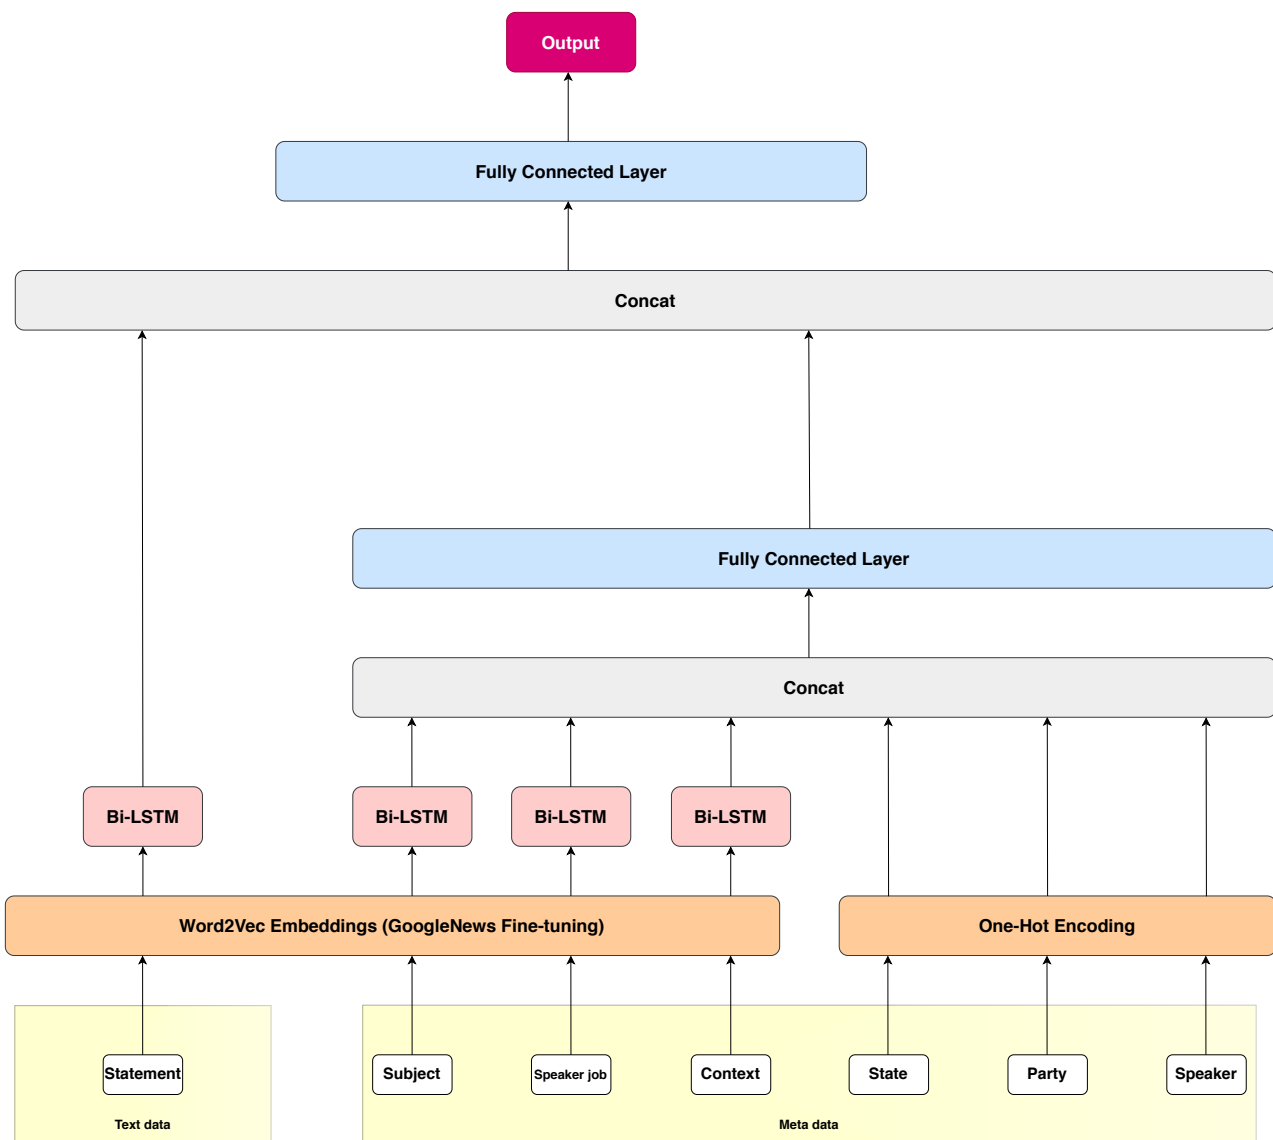 Output
Fully Connected Layer
Concat
Fully Connected Layer
Concat
Bi-LSTM
Bi-LSTM
Bi-LSTM
Bi-LSTM
Word2Vec Embeddings (GoogleNews Fine-tuning)
One-Hot Encoding
Statement
Subject
Speaker job
Context
State
Party
Speaker
Text data
Meta data